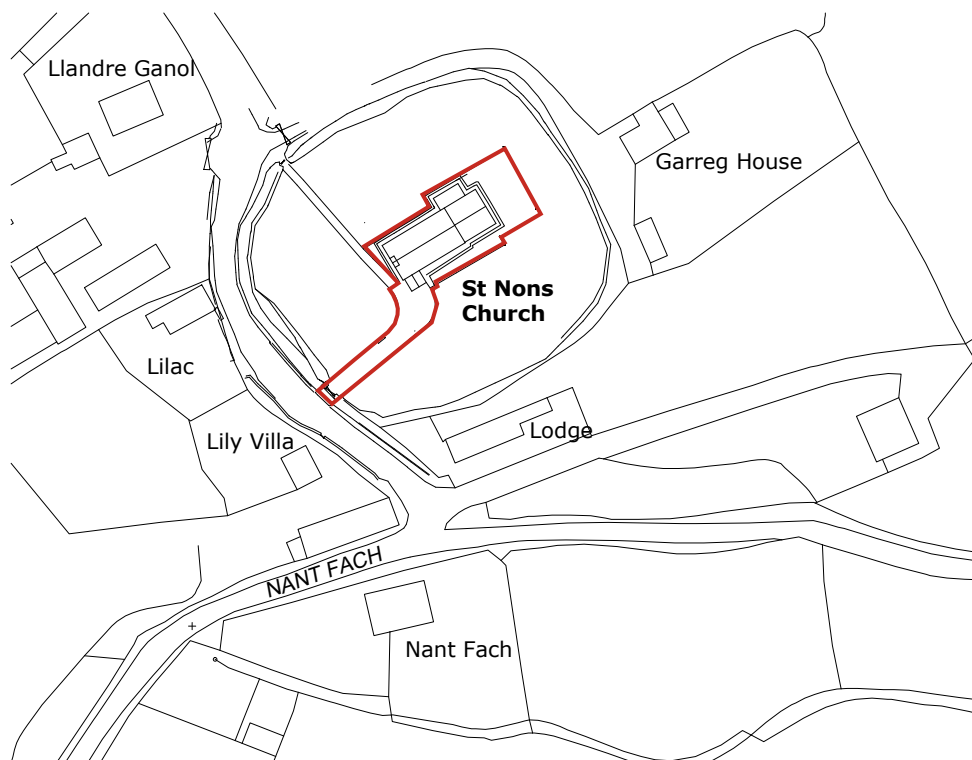 Llandre Ganol
Garreg House
St Nons
Church
Lilac
Lily Villa
Lodge
NANT FACH
Nant Fach